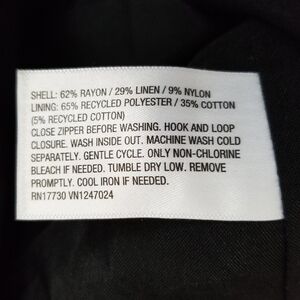 SHELL: 62% RAYON / 29% LINEN / 9% NYLON
LINING: 65% RECYCLED POLYESTER / 35% COTTON
(5% RECYCLED COTTON)
CLOSE ZIPPER BEFORE WASHING. HOOK AND LOOP
CLOSURE. WASH INSIDE OUT. MACHINE WASH COLD
SEPARATELY. GENTLE CYCLE. ONLY NON-CHLORINE
BLEACH IF NEEDED. TUMBLE DRY LOW. REMOVE
PROMPTLY. COOL IRON IF NEEDED.
RN17730 VN1247024